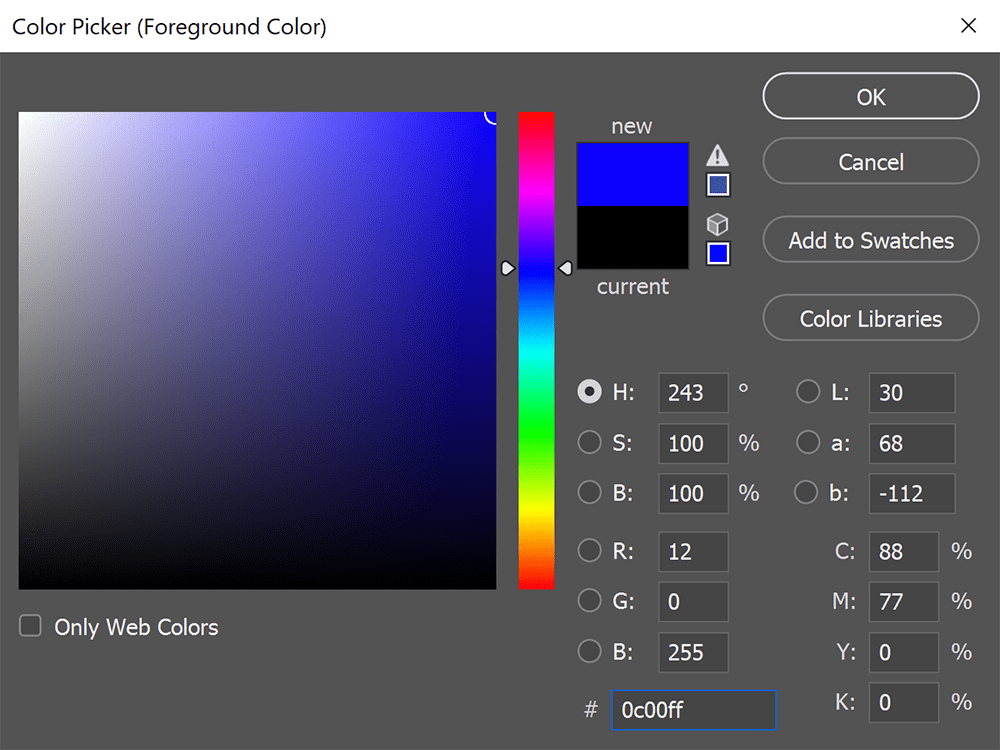 Color Picker (Foreground Color)
new
current
OK
Cancel
Add to Swatches
Color Libraries
H: 243 ° L: 30
S: 100 % a: 68
B: 100 % b: -112
R: 12 C: 88 %
G: 0 M: 77 %
B: 255 Y: 0 %
# 0c00ff K: 0 %
Only Web Colors